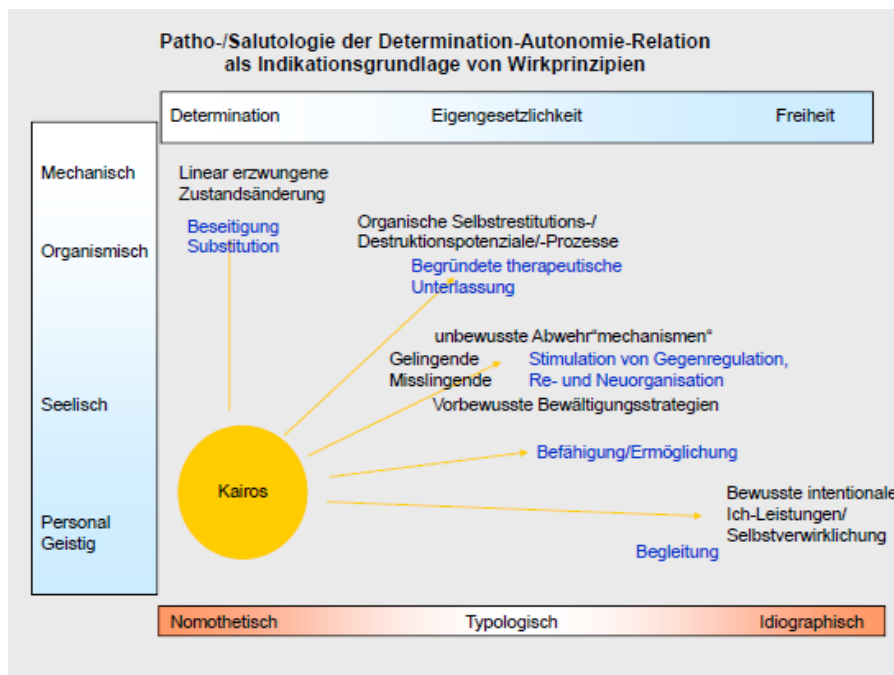 Patho-/Salutologie der Determination-Autonomie-Relation
als Indikationsgrundlage von Wirkprinzipien
Determination
Eigengesetzlichkeit
Freiheit
Mechanisch
Organismisch
Seelisch
Personal
Geistig
Linear erzwungene
Zustandsänderung
Beseitigung
Substitution
Organische Selbstrestitutions-/
Destruktionspotenziale/-Prozesse
Begründete therapeutische
Unterlassung
unbewusste Abwehr"mechanismen"
Gelingende
Misslingende
Stimulation von Gegenregulation,
Re- und Neuorganisation
Vorbewusste Bewältigungsstrategien
Befähigung/Ermöglichung
Kairos
Bewusste intentionale
Ich-Leistungen/
Selbstverwirklichung
Begleitung
Nomothetisch
Typologisch
Idiographisch